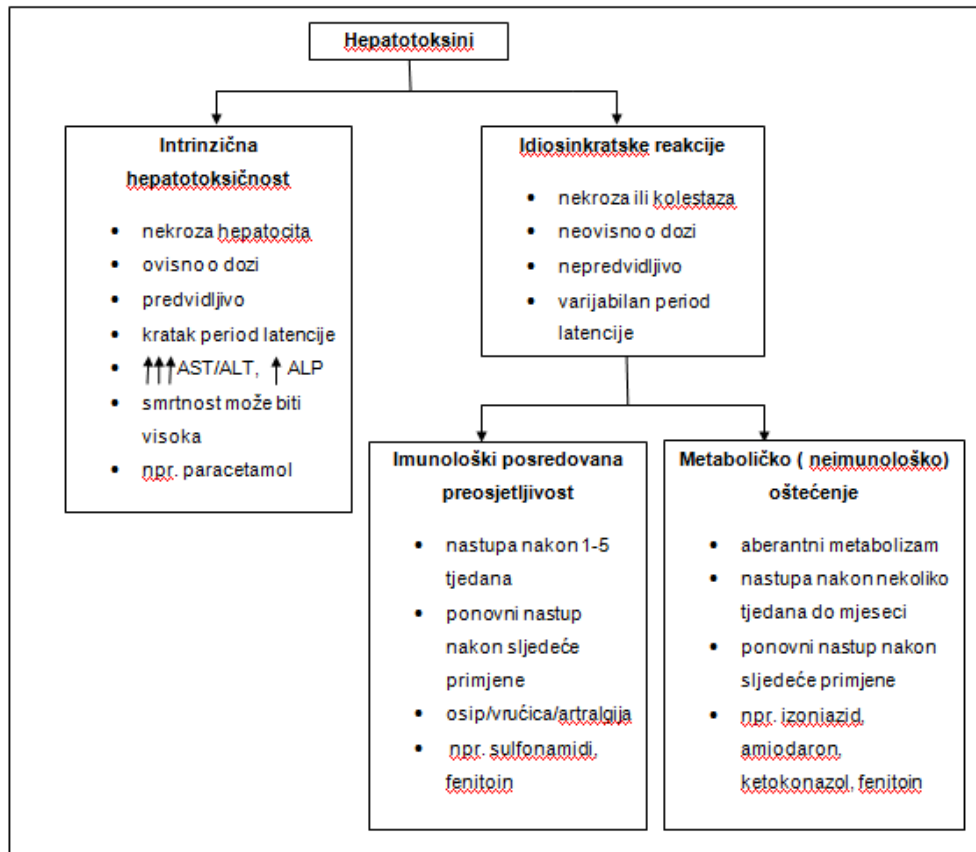 Hepatotoksini
Intrinzična
hepatotoksičnost
• nekroza hepatocita
• ovisno o dozi
• predvidljivo
• kratak period latencije
• ↑↑↑AST/ALT, ↑ ALP
• smrtnost može biti
visoka
• npr. paracetamol
Idiosinkratske reakcije
• nekroza ili kolestaza
• neovisno o dozi
• nepredvidljivo
• varijabilan period
latencije
Imunološki posredovana
preosjetljivost
• nastupa nakon 1-5
tjedana
• ponovni nastup
nakon sljedeće
primjene
• osip/vrućica/artralgija
• npr. sulfonamidi,
fenitoin
Metaboličko ( neimunološko)
oštećenje
• aberantni metabolizam
• nastupa nakon nekoliko
tjedana do mjeseci
• ponovni nastup nakon
sljedeće primjene
• npr. izoniazid,
amiodaron,
ketokonazol, fenitoin